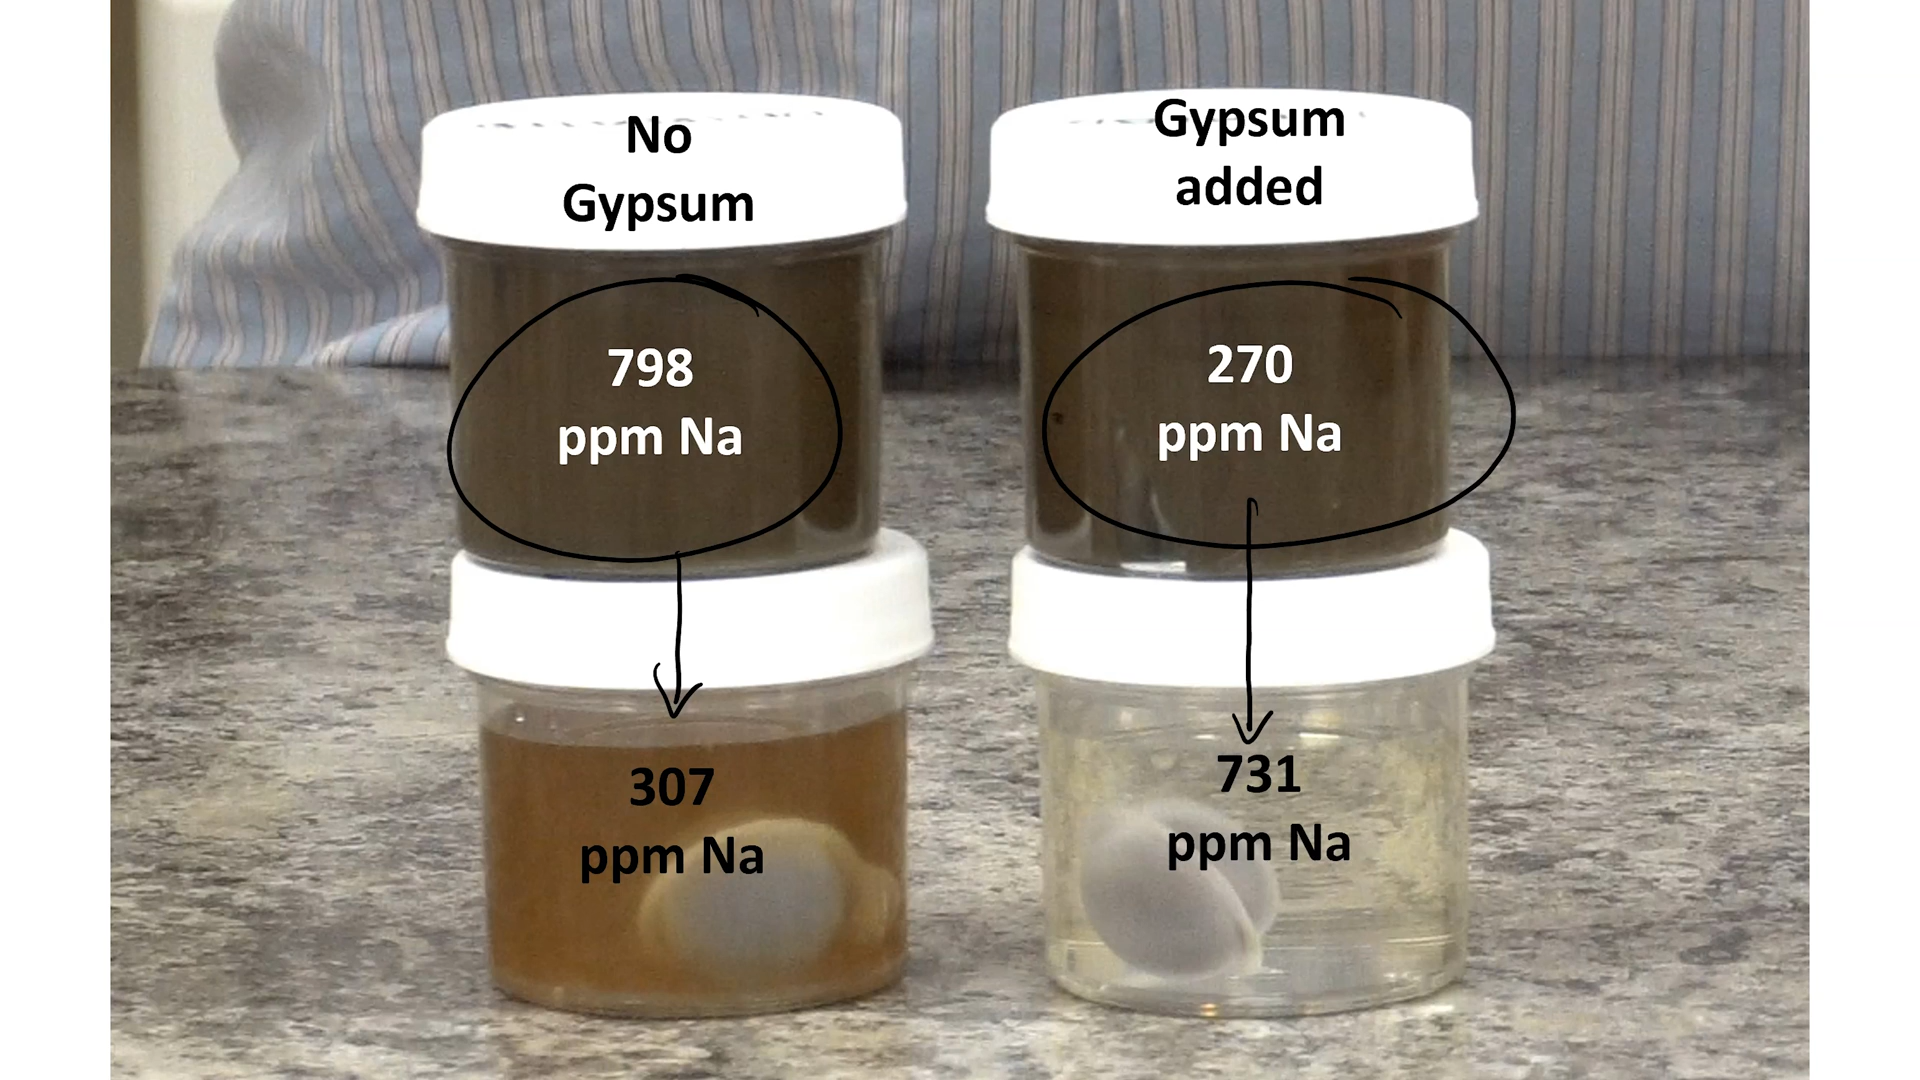 No
Gypsum
Gypsum
added
798
ppm Na
270
ppm Na
307
ppm Na
731
ppm Na